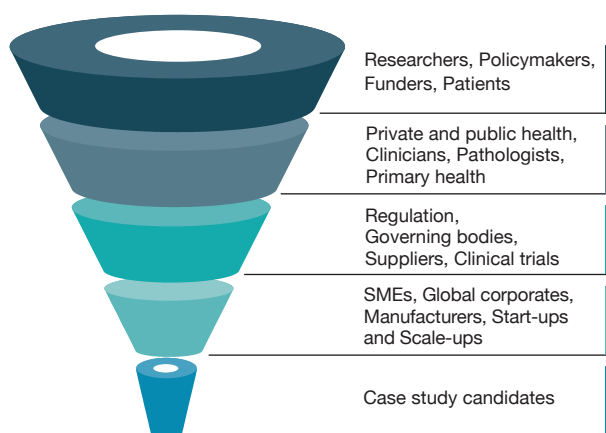 Researchers, Policymakers,
Funders, Patients
Private and public health,
Clinicians, Pathologists,
Primary health
Regulation,
Governing bodies,
Suppliers, Clinical trials
SMEs, Global corporates,
Manufacturers, Start-ups
and Scale-ups
Case study candidates